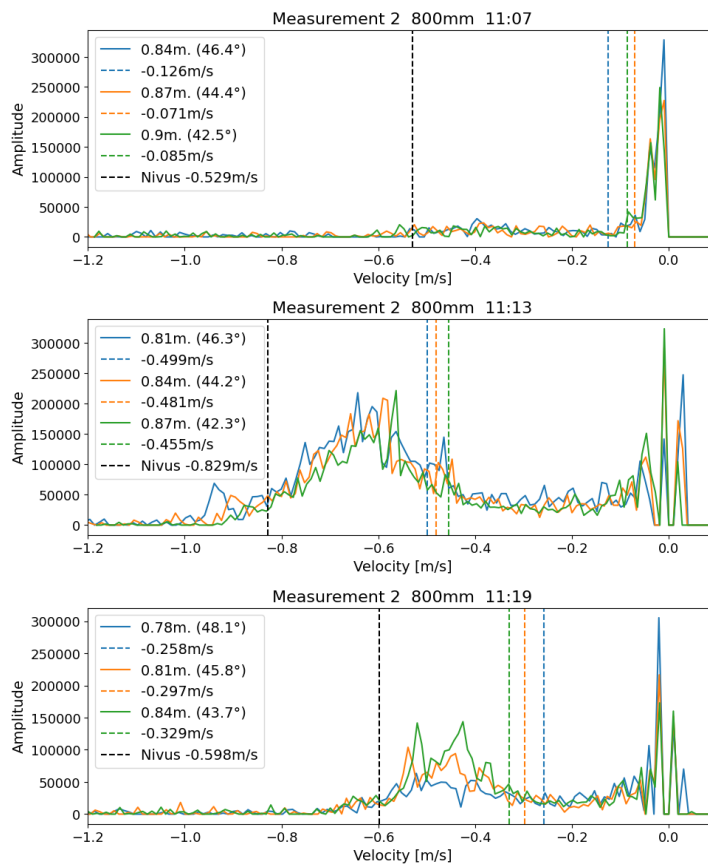 Measurement 2 800mm 11:07
300000
250000
200000
150000
100000
50000
0
Amplitude
0.84m. (46.4°)
-0.126m/s
0.87m. (44.4°)
-0.071m/s
0.9m. (42.5°)
-0.085m/s
Nivus -0.529m/s
−1.2 −1.0 −0.8 −0.6 −0.4 −0.2 0.0
Velocity [m/s]
Measurement 2 800mm 11:13
300000
250000
200000
150000
100000
50000
0
Amplitude
0.81m. (46.3°)
-0.499m/s
0.84m. (44.2°)
-0.481m/s
0.87m. (42.3°)
-0.455m/s
Nivus -0.829m/s
−1.2 −1.0 −0.8 −0.6 −0.4 −0.2 0.0
Velocity [m/s]
Measurement 2 800mm 11:19
300000
250000
200000
150000
100000
50000
0
Amplitude
0.78m. (48.1°)
-0.258m/s
0.81m. (45.8°)
-0.297m/s
0.84m. (43.7°)
-0.329m/s
Nivus -0.598m/s
−1.2 −1.0 −0.8 −0.6 −0.4 −0.2 0.0
Velocity [m/s]